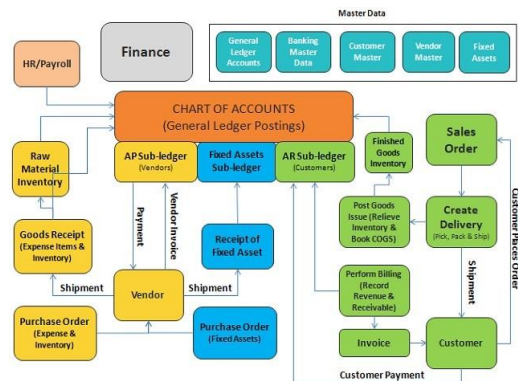 Master Data
General
Ledger
Accounts
Banking
Master
Data
Customer
Master
Vendor
Master
Fixed
Assets
Finance
HR/Payroll
CHART OF ACCOUNTS
(General Ledger Postings)
AP Sub-ledger
(Vendors)
Fixed Assets
Sub-ledger
AR Sub-ledger
(Customers)
Finished
Goods
Inventory
Sales
Order
Raw
Material
Inventory
Goods Receipt
(Expense Items &
Inventory)
Payment
Vendor Invoice
Receipt of
Fixed Asset
Post Goods
Issue (Relieve
Inventory &
Book COGS)
Create
Delivery
(Pick, Pack & Ship)
Customer Places Order
Shipment
Vendor
Shipment
Perform Billing
(Record
Revenue &
Receivable)
Shipment
Purchase Order
(Expense &
Inventory)
Purchase Order
(Fixed Assets)
Invoice
Customer
Customer Payment